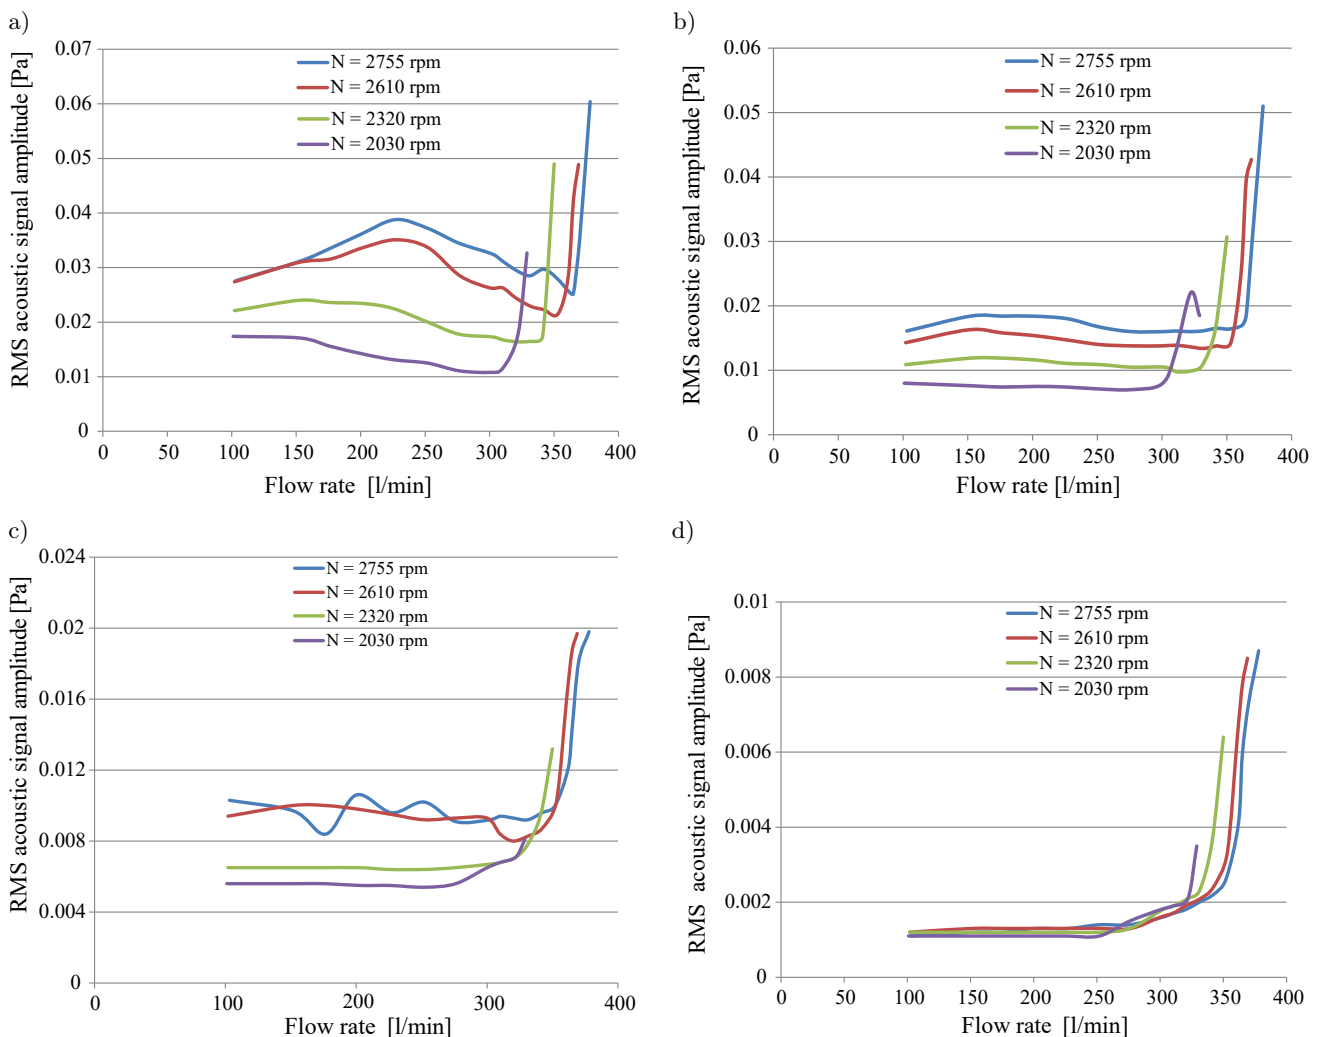 a)
RMS acoustic signal amplitude [Pa]
0.07
0.06
0.05
0.04
0.03
0.02
0.01
0
N = 2755 rpm
N = 2610 rpm
N = 2320 rpm
N = 2030 rpm
0 50 100 150 200 250 300 350 400
Flow rate [l/min]
b)
RMS acoustic signal amplitude [Pa]
0.06
0.05
0.04
0.03
0.02
0.01
0
N = 2755 rpm
N = 2610 rpm
N = 2320 rpm
N = 2030 rpm
0 50 100 150 200 250 300 350 400
Flow rate [l/min]
c)
RMS acoustic signal amplitude [Pa]
0.024
0.02
0.016
0.012
0.008
0.004
0
N = 2755 rpm
N = 2610 rpm
N = 2320 rpm
N = 2030 rpm
0 100 200 300 400
Flow rate [l/min]
d)
RMS acoustic signal amplitude [Pa]
0.01
0.008
0.006
0.004
0.002
0
N = 2755 rpm
N = 2610 rpm
N = 2320 rpm
N = 2030 rpm
0 50 100 150 200 250 300 350 400
Flow rate [l/min]